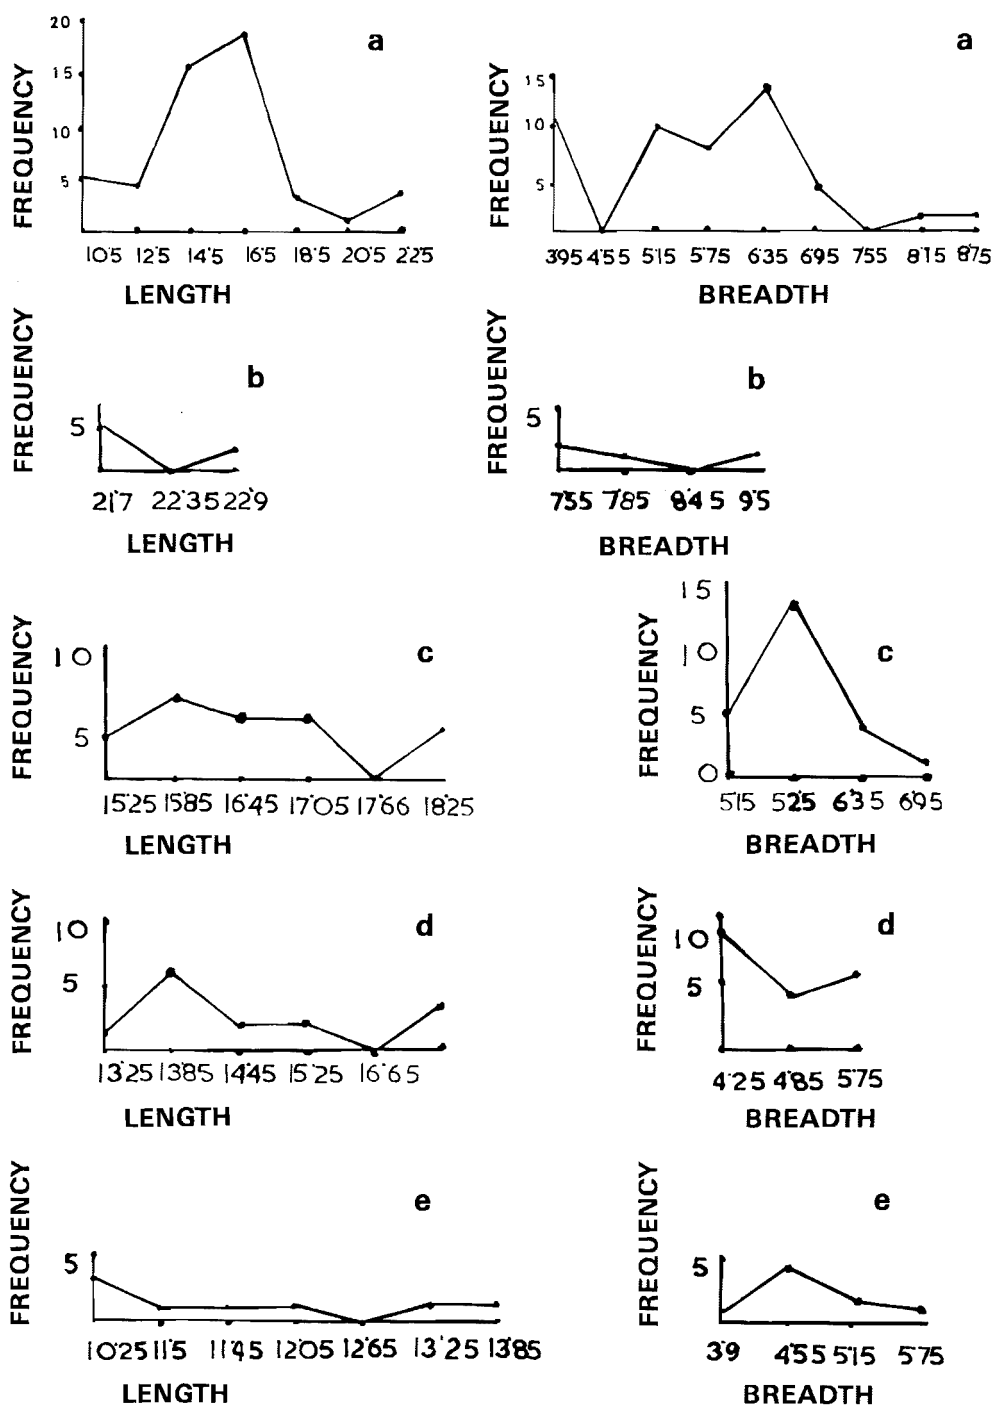 a
FREQUENCY
20
15
10
5
10·5 12·5 14·5 16·5 18·5 20·5 22·5
LENGTH
a
FREQUENCY
15
10
5
3·95 4·55 5·15 5·75 6·35 6·95 7·55 8·15 8·75
BREADTH
b
FREQUENCY
5
21·7 22·35 22·9
LENGTH
b
FREQUENCY
5
7·55 7·85 8·45 9·5
BREADTH
c
FREQUENCY
10
5
15·25 15·85 16·45 17·05 17·66 18·25
LENGTH
c
FREQUENCY
15
10
5
0
5·15 5·25 6·35 6·95
BREADTH
d
FREQUENCY
10
5
13·25 13·85 14·45 15·25 16·65
LENGTH
d
FREQUENCY
10
5
4·25 4·85 5·75
BREADTH
e
FREQUENCY
5
10·25 11·5 11·45 12·05 12·65 13·25 13·85
LENGTH
e
FREQUENCY
5
3·9 4·55 5·15 5·75
BREADTH